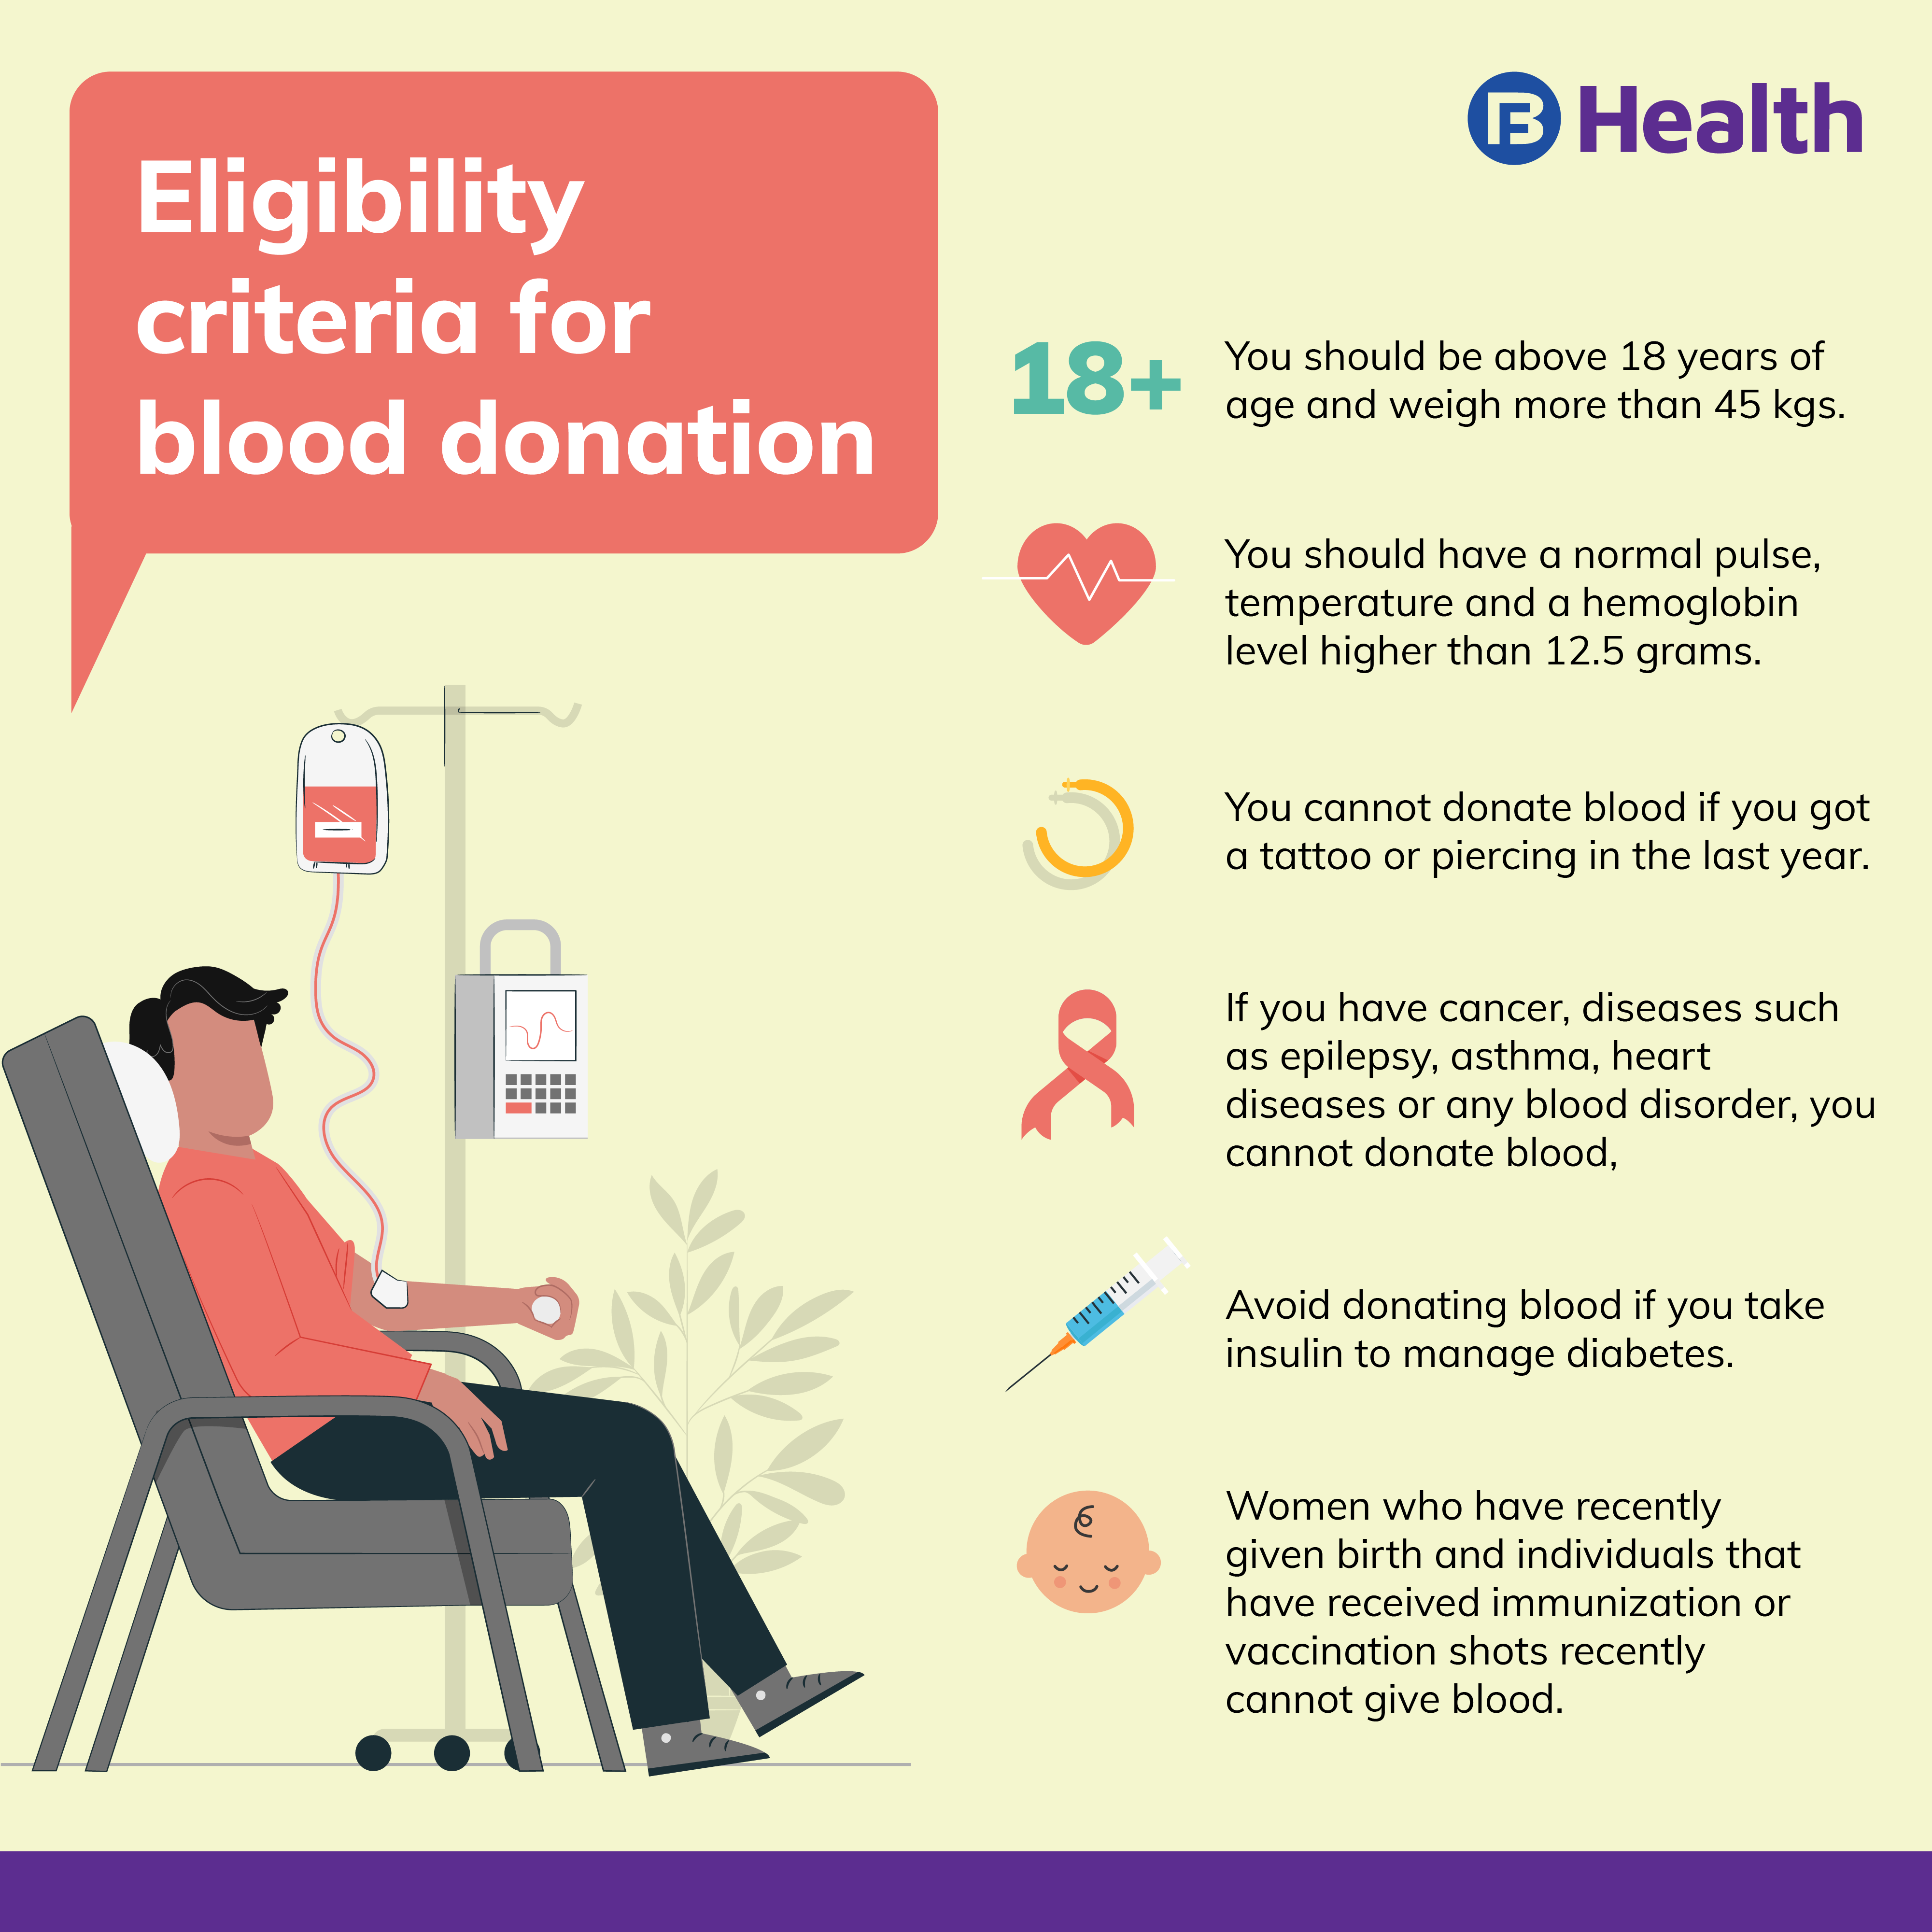 Eligibility
criteria for
blood donation
Health
18+
You should be above 18 years of
age and weigh more than 45 kgs.
You should have a normal pulse,
temperature and a hemoglobin
level higher than 12.5 grams.
You cannot donate blood if you got
a tattoo or piercing in the last year.
If you have cancer, diseases such
as epilepsy, asthma, heart
diseases or any blood disorder, you
cannot donate blood,
Avoid donating blood if you take
insulin to manage diabetes.
Women who have recently
given birth and individuals that
have received immunization or
vaccination shots recently
cannot give blood.